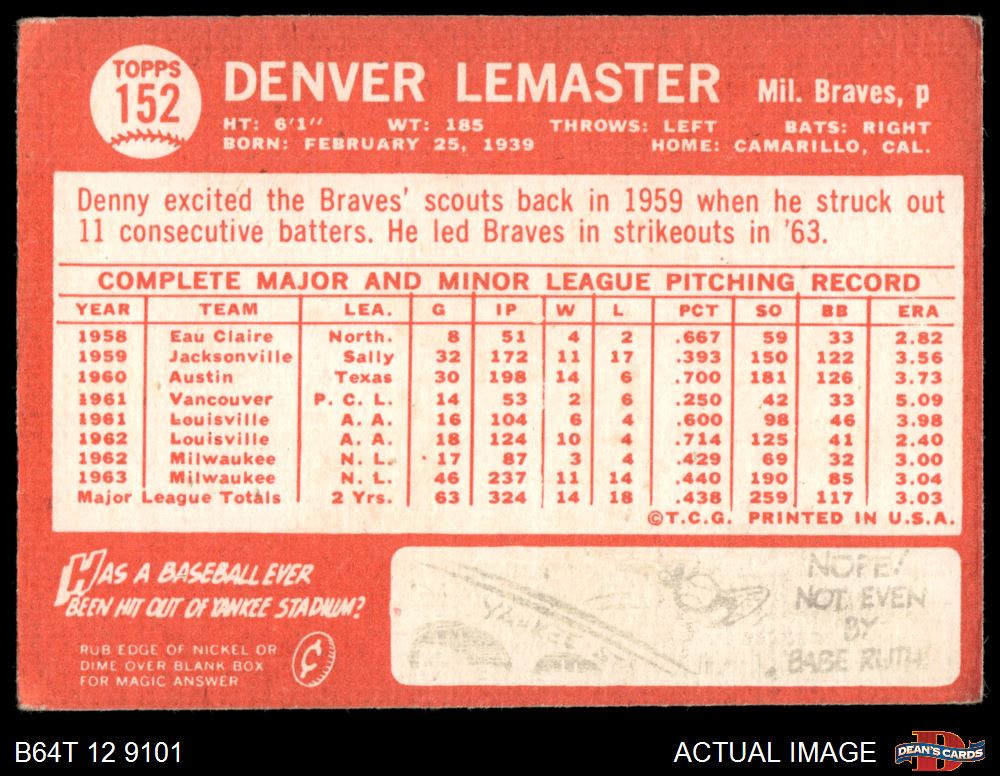 TOPPS
152
DENVER LEMASTER Mil. Braves, p
HT: 6'1" WT: 185 THROWS: LEFT BATS: RIGHT
BORN: FEBRUARY 25, 1939 HOME: CAMARILLO, CAL.
Denny excited the Braves' scouts back in 1959 when he struck out
11 consecutive batters. He led Braves in strikeouts in '63.
COMPLETE MAJOR AND MINOR LEAGUE PITCHING RECORD
YEAR TEAM LEA. G IP W L PCT SO BB ERA
1958 Eau Claire North. 8 51 4 2 .667 59 33 2.82
1959 Jacksonville Sally 32 172 11 17 .393 150 122 3.56
1960 Austin Texas 30 198 14 6 .700 181 126 3.73
1961 Vancouver P. C. L. 14 53 2 6 .250 42 33 5.09
1961 Louisville A. A. 16 104 6 4 .600 98 46 3.98
1962 Louisville A. A. 18 124 10 4 .714 125 41 2.40
1962 Milwaukee N. L. 17 87 3 4 .429 69 32 3.00
1963 Milwaukee N. L. 46 237 11 14 .440 190 85 3.04
Major League Totals 2 Yrs. 63 324 14 18 .438 259 117 3.03
©T.C.G. PRINTED IN U.S.A.
HAS A BASEBALL EVER
BEEN HIT OUT OF YANKEE STADIUM?
RUB EDGE OF NICKEL OR
DIME OVER BLANK BOX
FOR MAGIC ANSWER
¢
YANKEE
NOPE!
NOT EVEN
BY
BABE RUTH!
B64T 12 9101
ACTUAL IMAGE
DEAN'S CARDS